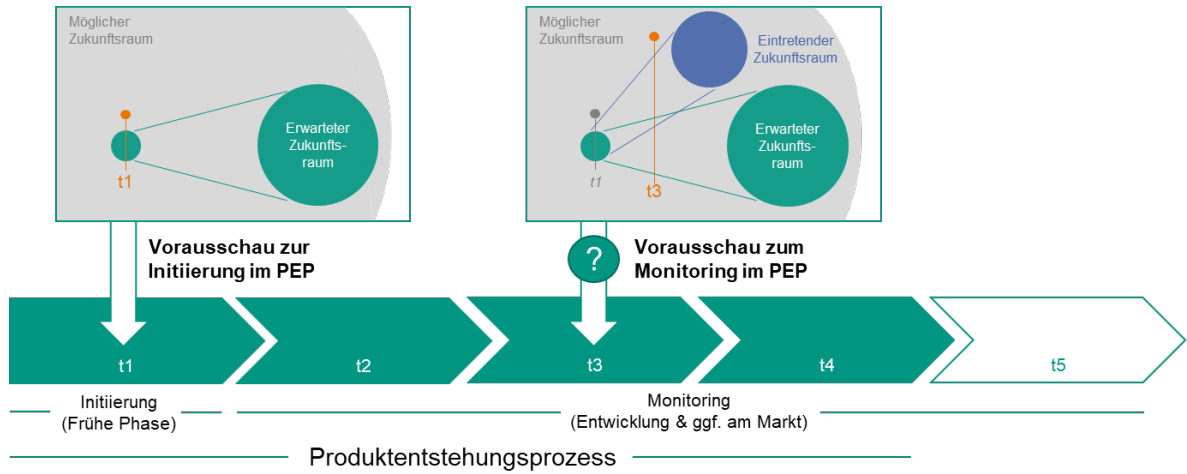 Möglicher
Zukunftsraum
Erwarteter
Zukunfts-
raum
t1
Möglicher
Zukunftsraum
Eintretender
Zukunftsraum
Erwarteter
Zukunfts-
raum
t1
t3
Vorausschau zur
Initiierung im PEP
?
Vorausschau zum
Monitoring im PEP
t1
t2
t3
t4
t5
Initiierung
(Frühe Phase)
Monitoring
(Entwicklung & ggf. am Markt)
Produktentstehungsprozess